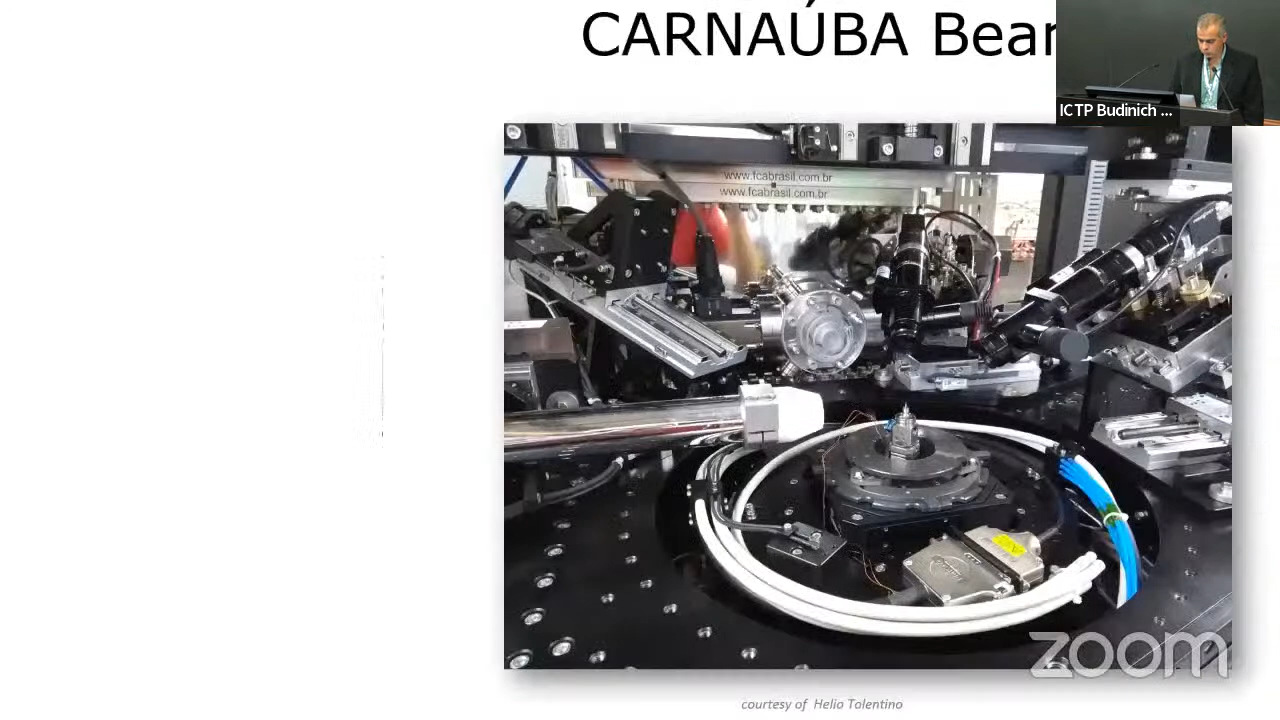 CARNAÚBA Bear
ICTP Budinich ...
www.fcabrasil.com.br
www.fcabrasil.com.br
zoom
courtesy of Helio Tolentino